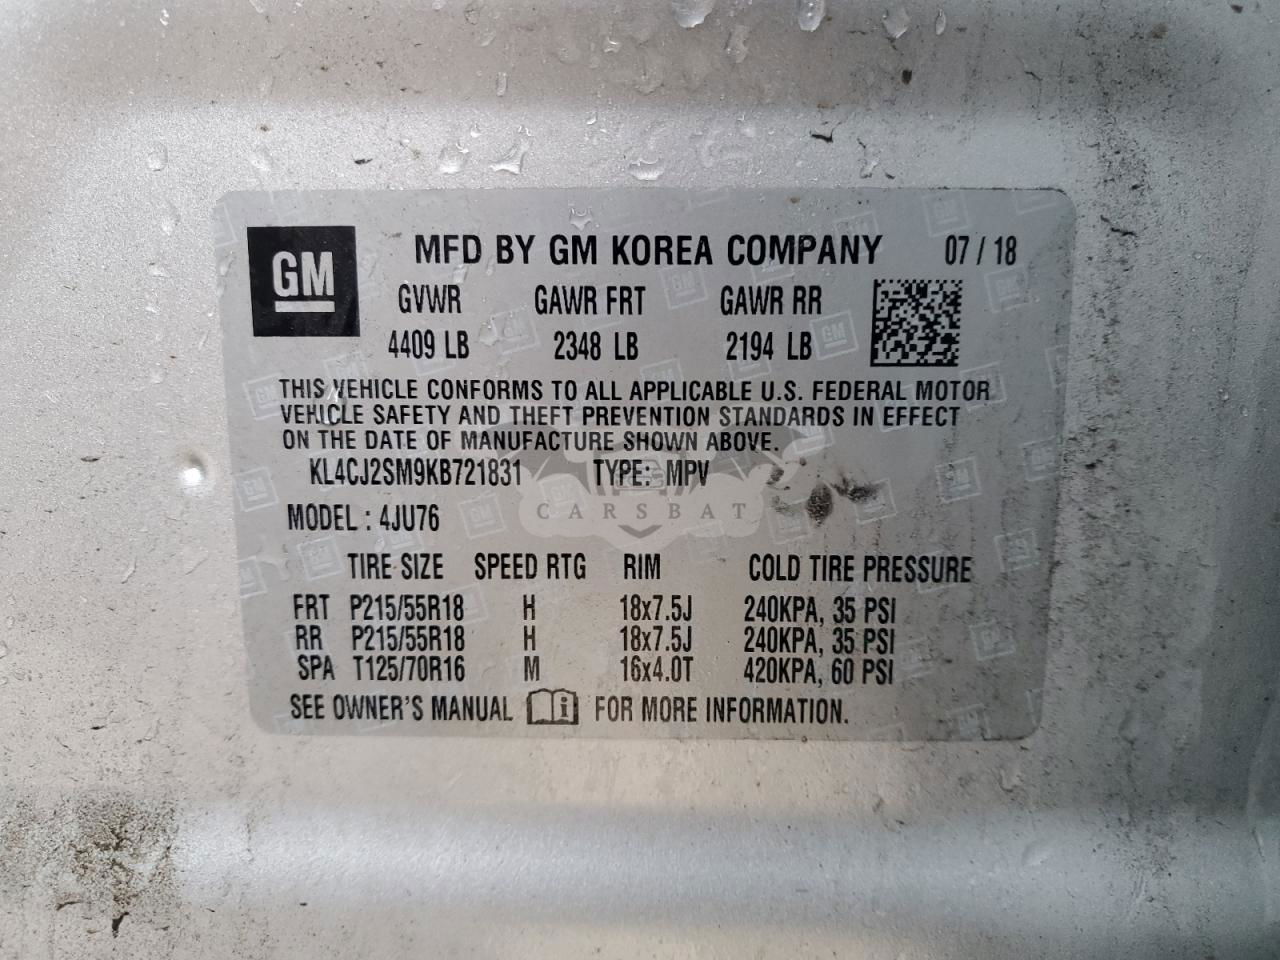 GM MFD BY GM KOREA COMPANY 07 / 18
GVWR GAWR FRT GAWR RR
4409 LB 2348 LB 2194 LB
THIS VEHICLE CONFORMS TO ALL APPLICABLE U.S. FEDERAL MOTOR
VEHICLE SAFETY AND THEFT PREVENTION STANDARDS IN EFFECT
ON THE DATE OF MANUFACTURE SHOWN ABOVE.
KL4CJ2SM9KB721831 TYPE: MPV
CARSBAT
MODEL : 4JU76
TIRE SIZE SPEED RTG RIM COLD TIRE PRESSURE
FRT P215/55R18 H 18x7.5J 240KPA, 35 PSI
RR P215/55R18 H 18x7.5J 240KPA, 35 PSI
SPA T125/70R16 M 16x4.0T 420KPA, 60 PSI
SEE OWNER'S MANUAL FOR MORE INFORMATION.